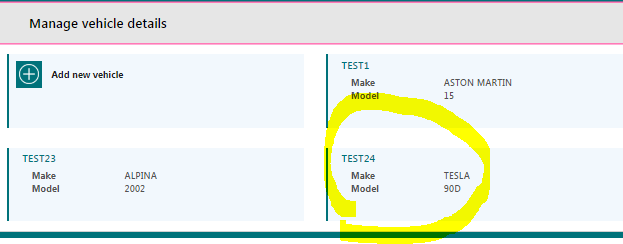 Manage vehicle details
Add new vehicle
TEST1
Make ASTON MARTIN
Model 15
TEST23
Make ALPINA
Model 2002
TEST24
Make TESLA
Model 90D